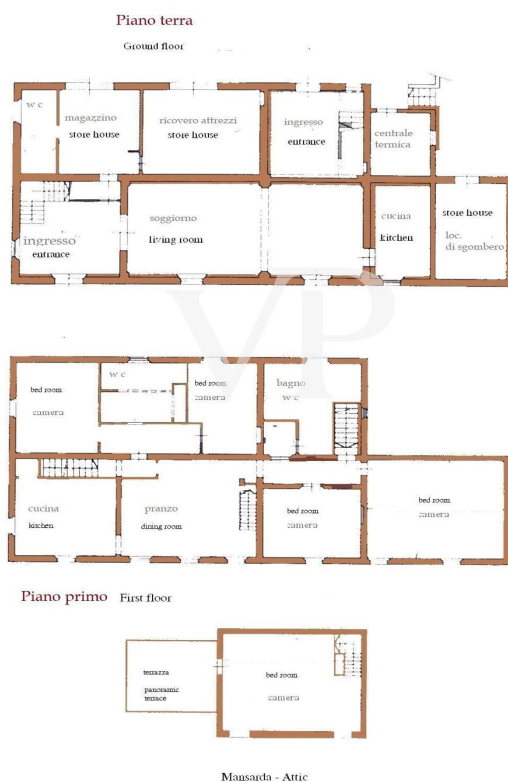 Piano terra
Ground floor
w c
magazzino
store house
ricovero attrezzi
store house
ingresso
entrance
centrale
termica
ingresso
entrance
soggiorno
living room
cucina
kitchen
store house
loc.
di sgombero
VP
bed room
camera
w c
bed room
camera
bagno
w c
cucina
kitchen
pranzo
dining room
bed room
camera
bed room
camera
Piano primo First floor
terrazza
panoramic
terrace
bed room
camera
Mansarda - Attic